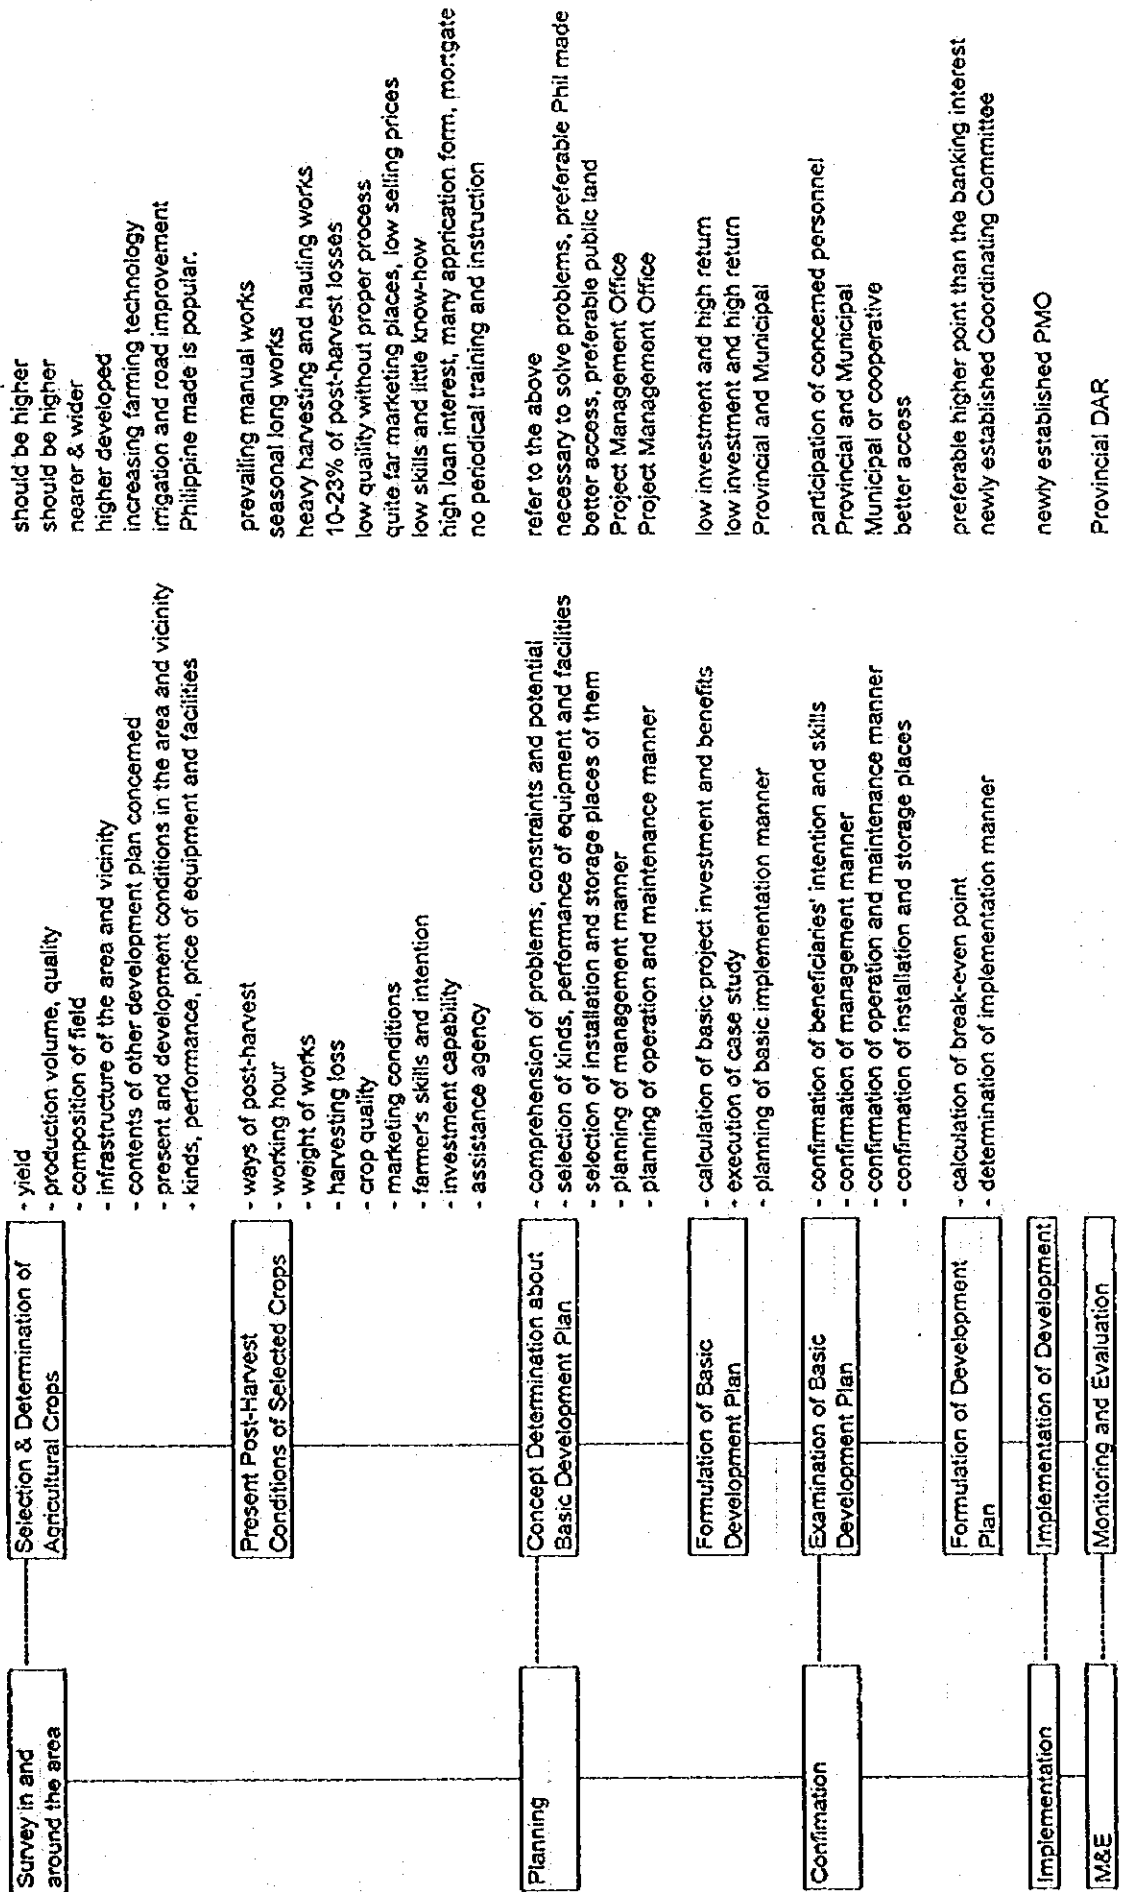 Survey in and
around the area
Selection & Determination of
Agricultural Crops
- yield
should be higher
- production volume, quality
should be higher
- composition of field
nearer & wider
- infrastructure of the area and vicinity
higher developed
- contents of other development plan concerned
increasing farming technology
- present and development conditions in the area and vicinity
irrigation and road improvement
- kinds, performance, price of equipment and facilities
Philippine made is popular.
Present Post-Harvest
Conditions of Selected Crops
- ways of post-harvest
prevailing manual works
- working hour
seasonal long works
- weight of works
heavy harvesting and hauling works
- harvesting loss
10-23% of post-harvest losses
- crop quality
low quality without proper process
- marketing conditions
quite far marketing places, low selling prices
- farmer's skills and intention
low skills and little know-how
- investment capability
high loan interest, many apprication form, mortgate
- assistance agency
no periodical training and instruction
Planning
Concept Determination about
Basic Development Plan
- comprehension of problems, constraints and potential
refer to the above
- selection of kinds, performance of equipment and facilities
necessary to solve problems, preferable Phil made
- selection of installation and storage places of them
better access, preferable public land
- planning of management manner
Project Management Office
- planning of operation and maintenance manner
Project Management Office
Formulation of Basic
Development Plan
- calculation of basic project investment and benefits
low investment and high return
- execution of case study
low investment and high return
- planning of basic implementation manner
Provincial and Municipal
Confimation
Examination of Basic
Development Plan
- confirmation of beneficiaries' intention and skills
participation of concerned personnel
- confirmation of management manner
Provincial and Municipal
- confirmation of operation and maintenance manner
Municipal or cooperative
- confirmation of installation and storage places
better access
Formulation of Development
Plan
- calculation of break-even point
preferable higher point than the banking interest
- determination of implementation manner
newly established Coordinating Committee
Implementation
Implementation of Development
newly established PMO
M&E
Monitoring and Evaluation
Provincial DAR